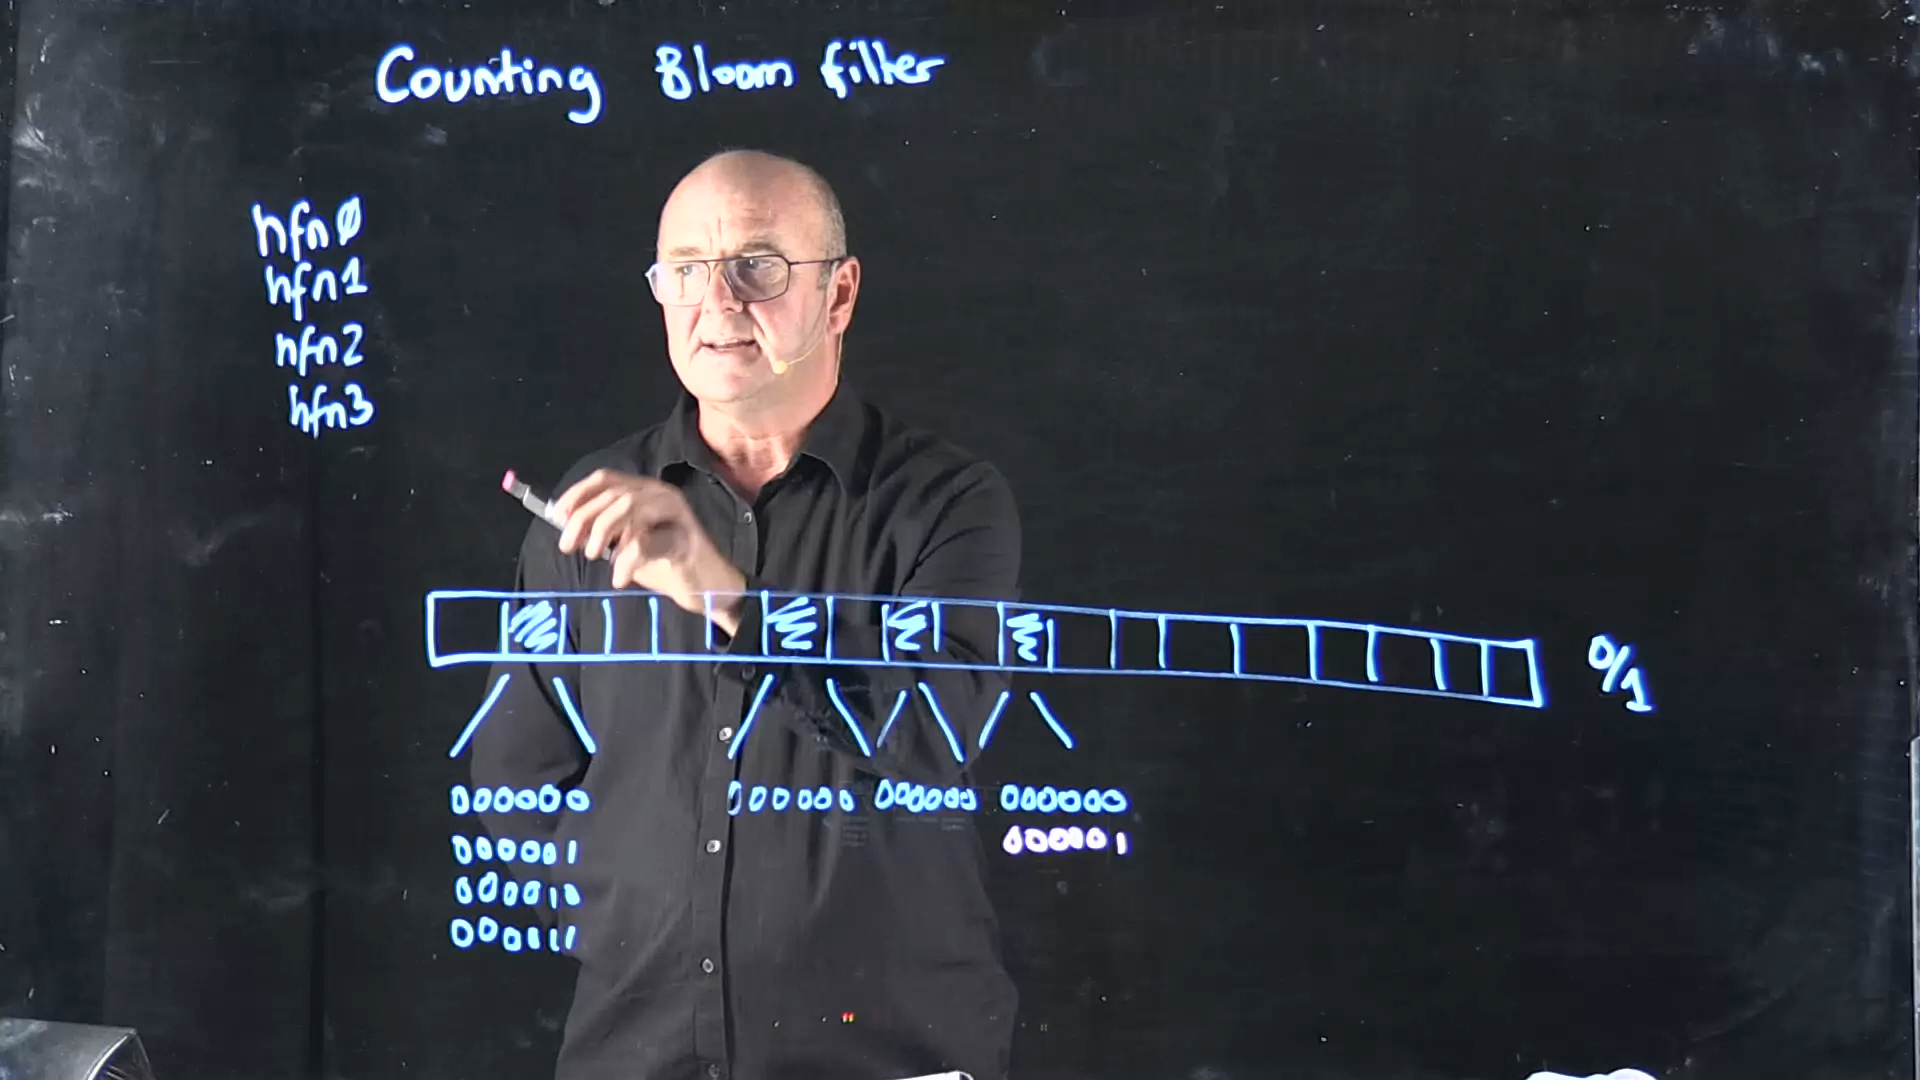 Counting Bloom filter
hfn0
hfn1
hfn2
hfn3
0/1
000000 000000 000000 000000
000001 000001
000010
000011